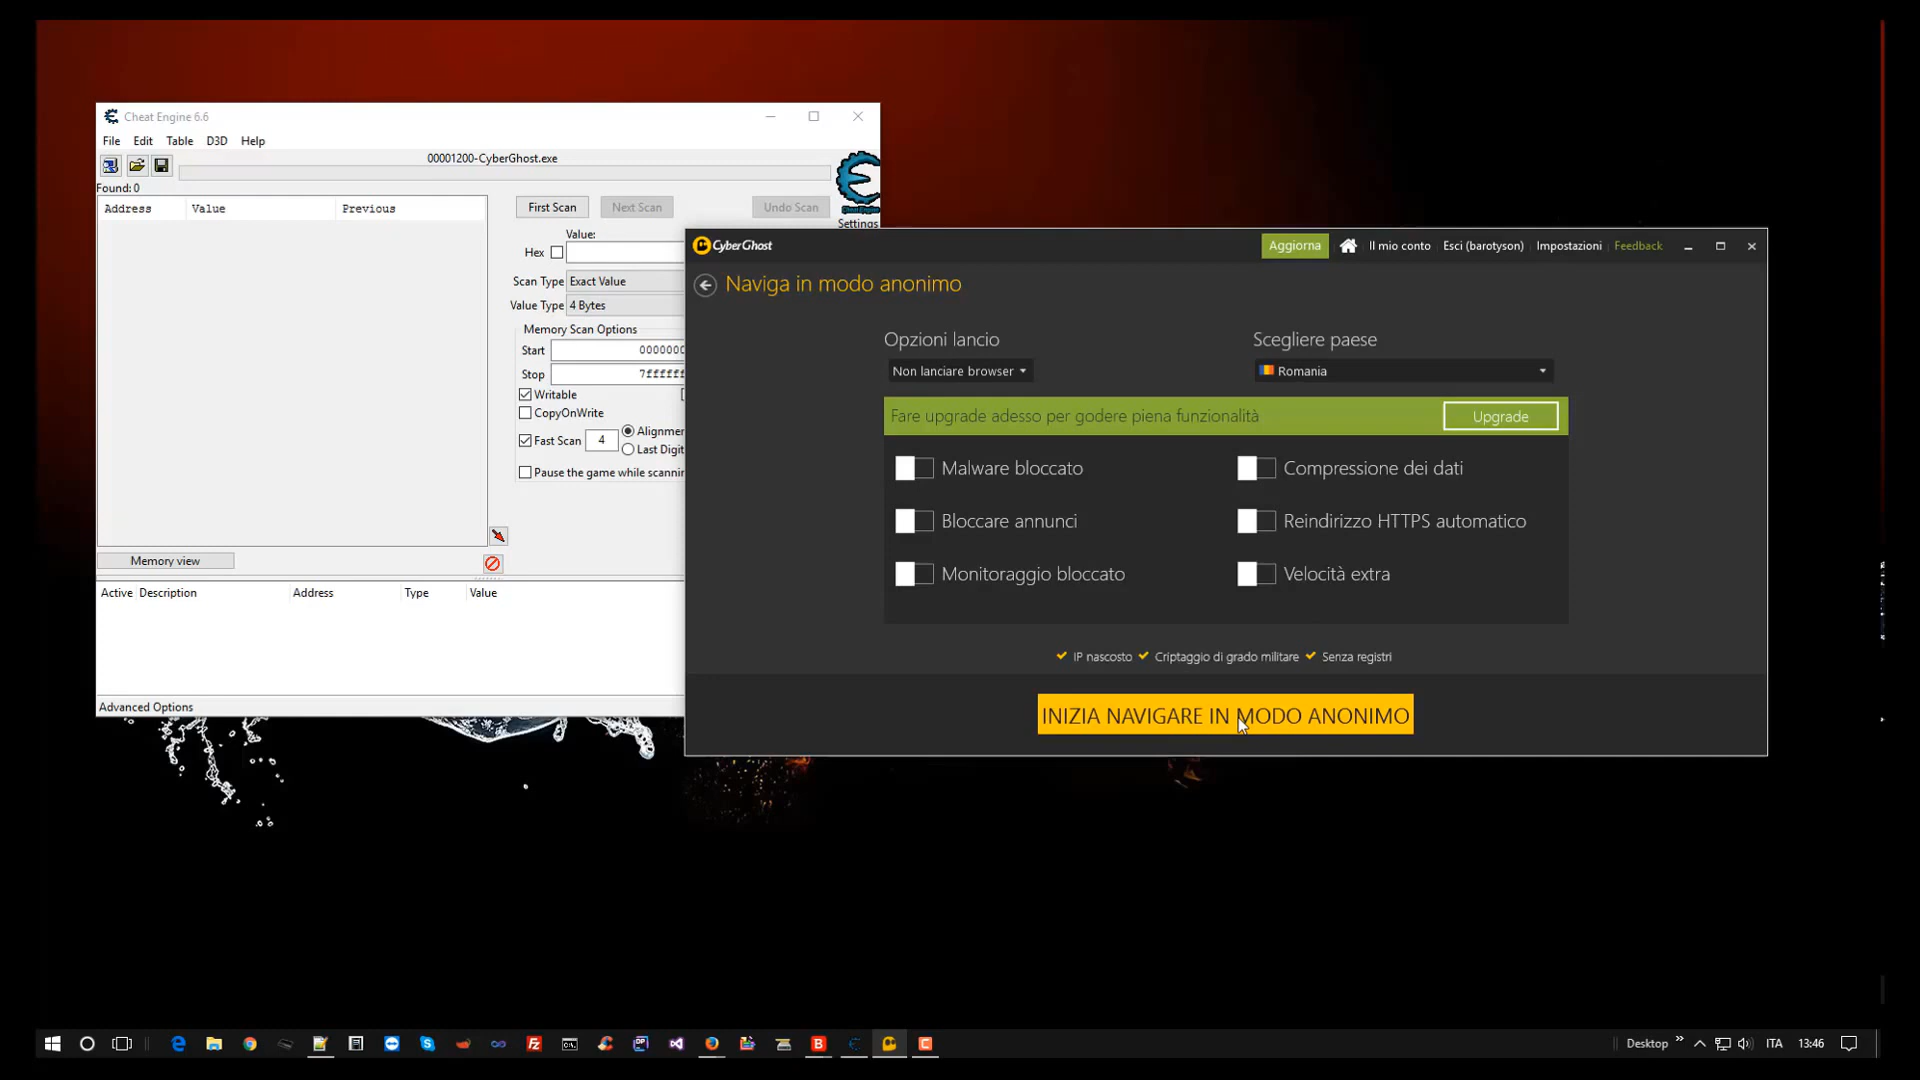 Cheat Engine 6.6
File Edit Table D3D Help
00001200-CyberGhost.exe
Found: 0
Address Value Previous
First Scan Next Scan Undo Scan
Settings
Value:
Hex
Scan Type Exact Value
Value Type 4 Bytes
Memory Scan Options
Start 0000000
Stop 7ffffff
Writable
CopyOnWrite
Fast Scan 4 Alignmen
Last Digit
Pause the game while scannin
Memory view
Active Description Address Type Value
Advanced Options
CyberGhost
Aggiorna Il mio conto Esci (barotyson) Impostazioni Feedback
Naviga in modo anonimo
Opzioni lancio Scegliere paese
Non lanciare browser Romania
Fare upgrade adesso per godere piena funzionalità Upgrade
Malware bloccato Compressione dei dati
Bloccare annunci Reindirizzo HTTPS automatico
Monitoraggio bloccato Velocità extra
IP nascosto Criptaggio di grado militare Senza registri
INIZIA NAVIGARE IN MODO ANONIMO
Desktop ITA 13:46